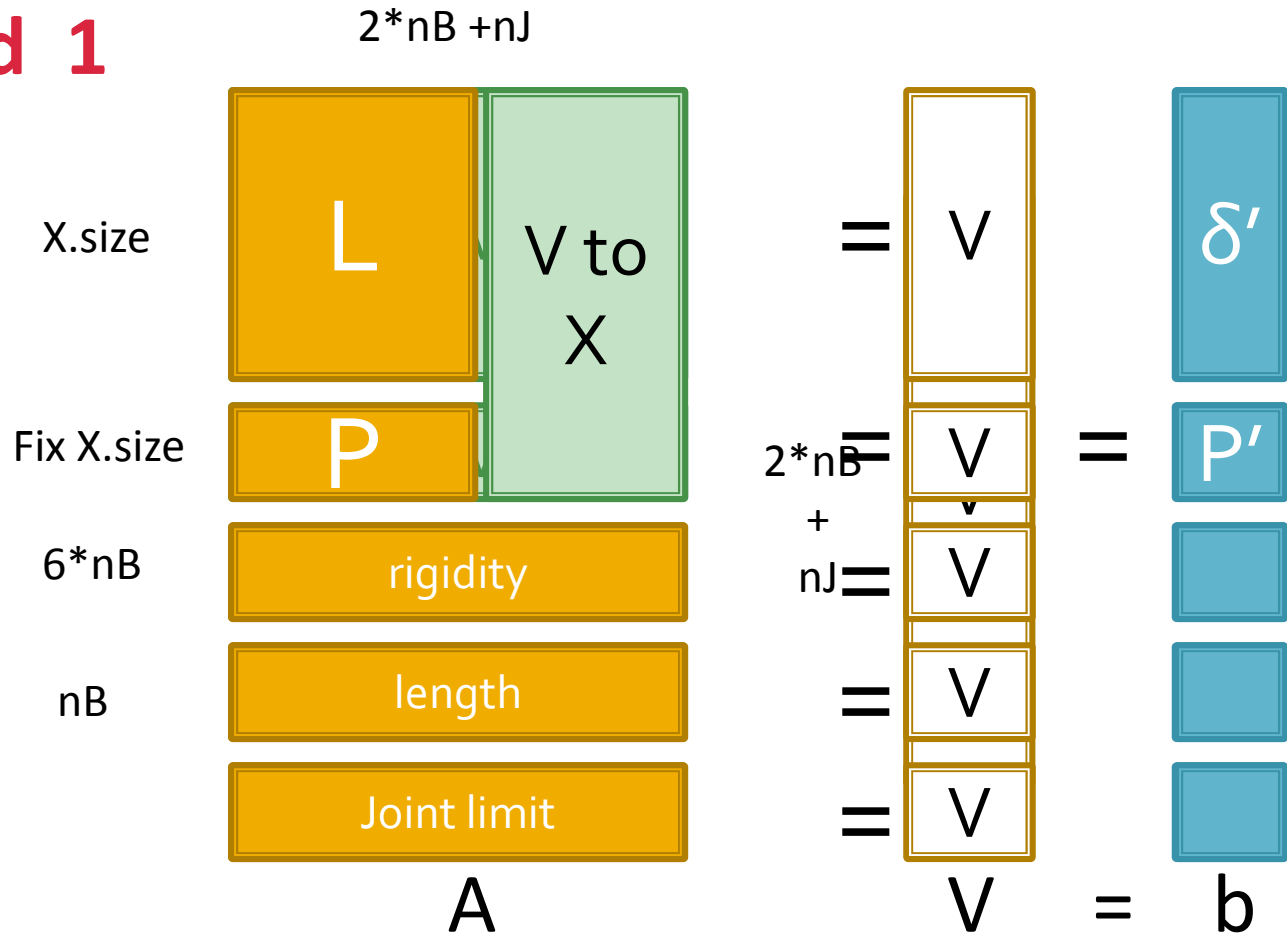 d 1
2*nB +nJ
X.size
L
V to
X
=
V
δ′
Fix X.size
P
2*nB
+
nJ
=
V
=
P′
6*nB
rigidity
=
V
nB
length
=
V
Joint limit
=
V
A
V = b